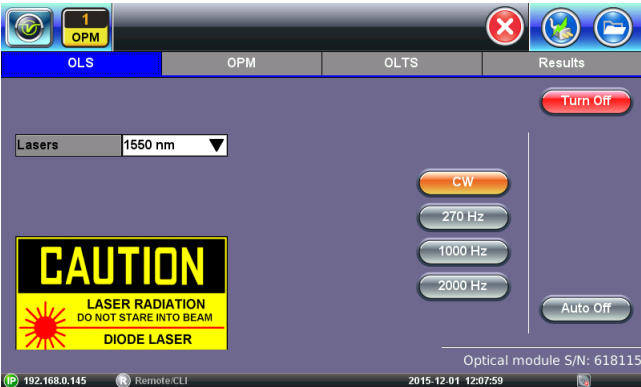 1
OPM
OLS OPM OLTS Results
Turn Off
Lasers 1550 nm
CW
270 Hz
1000 Hz
2000 Hz
CAUTION
LASER RADIATION
DO NOT STARE INTO BEAM
DIODE LASER
Auto Off
Optical module S/N: 618115
IP 192.168.0.145 R Remote/CLI 2015-12-01 12:07:59